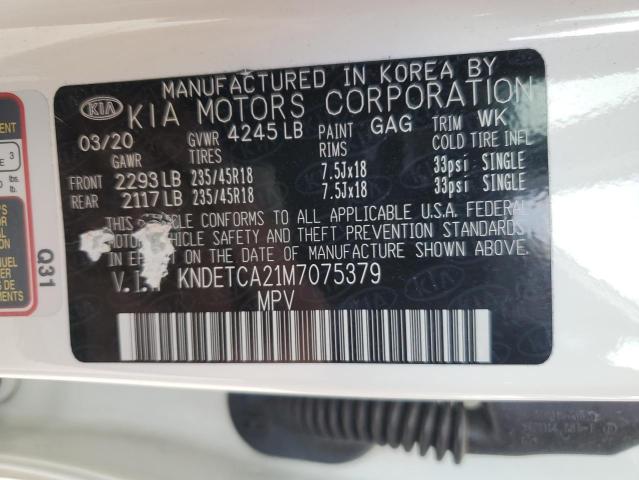 MANUFACTURED IN KOREA BY
KIA KIA MOTORS CORPORATION
03/20 GVWR 4245 LB PAINT GAG TRIM WK
GAWR TIRES RIMS COLD TIRE INFL
FRONT 2293 LB 235/45R18 7.5Jx18 33psi SINGLE
REAR 2117 LB 235/45R18 7.5Jx18 33psi SINGLE
THIS VEHICLE CONFORMS TO ALL APPLICABLE U.S.A. FEDERAL
MOTOR VEHICLE SAFETY AND THEFT PREVENTION STANDARDS
IN EFFECT ON THE DATE OF MANUFACTURE SHOWN ABOVE.
V.I. KNDETCA21M7075379
MPV
Q31
3
lbs.